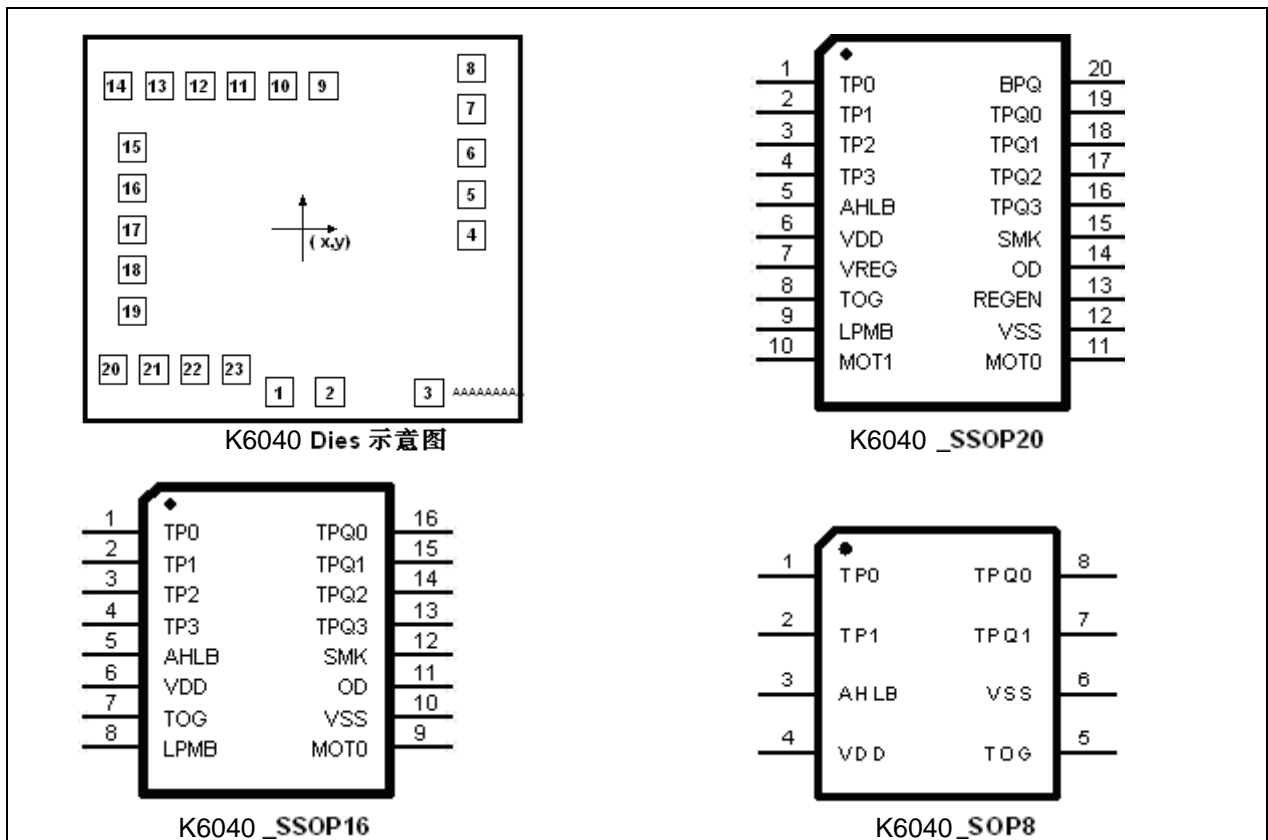 14 13 12 11 10 9
8
7
15
6
16
5
17
( x,y)
4
18
19
20 21 22 23
1 2 3 AAAAAAAAA
K6040 Dies 示意图
1 TP0 BPQ 20
2 TP1 TPQ0 19
3 TP2 TPQ1 18
4 TP3 TPQ2 17
5 AHLB TPQ3 16
6 VDD SMK 15
7 VREG OD 14
8 TOG REGEN 13
9 LPMB VSS 12
10 MOT1 MOT0 11
K6040 _SSOP20
1 TP0 TPQ0 16
2 TP1 TPQ1 15
3 TP2 TPQ2 14
4 TP3 TPQ3 13
5 AHLB SMK 12
6 VDD OD 11
7 TOG VSS 10
8 LPMB MOT0 9
K6040 _SSOP16
1 TP0 TPQ0 8
2 TP1 TPQ1 7
3 AHLB VSS 6
4 VDD TOG 5
K6040 _SOP8